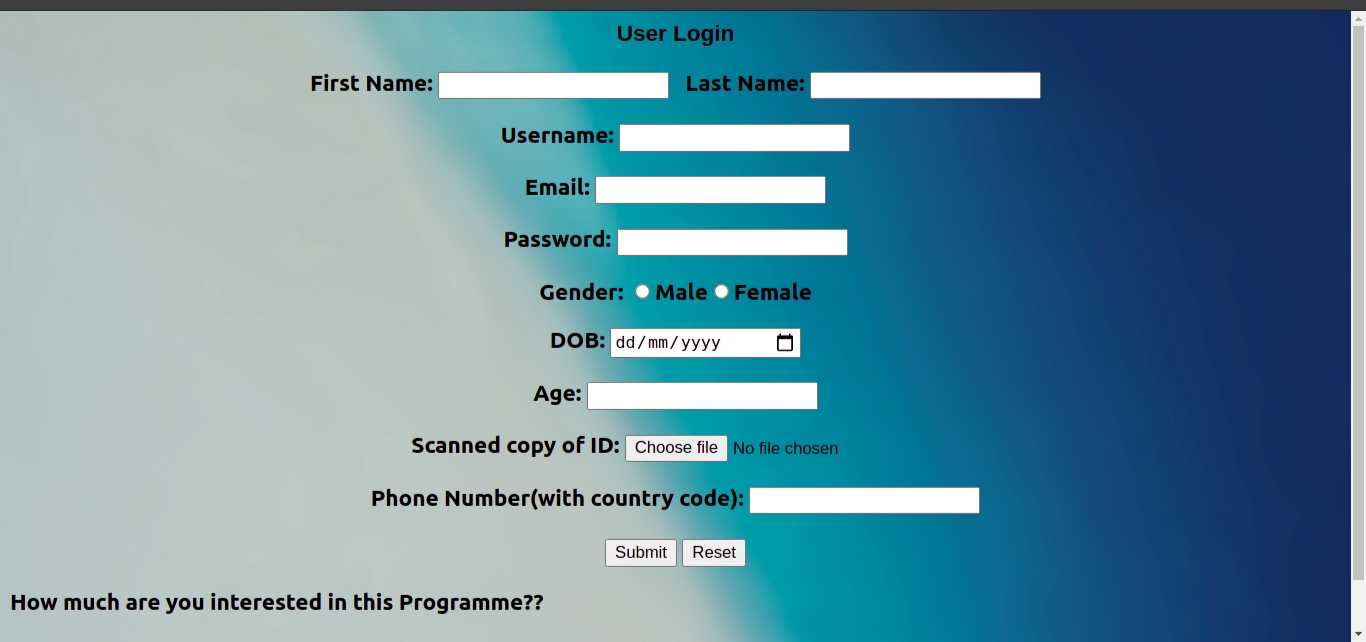 User Login
First Name: Last Name:
Username:
Email:
Password:
Gender: Male Female
DOB: dd/mm/yyyy
Age:
Scanned copy of ID: Choose file No file chosen
Phone Number(with country code):
Submit Reset
How much are you interested in this Programme??